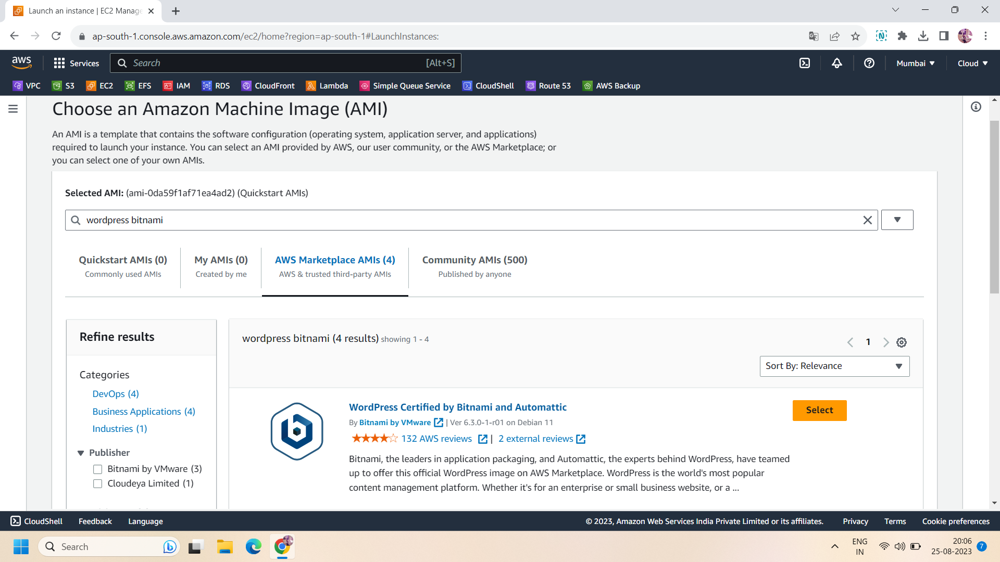 Launch an instance | EC2 Manage
ap-south-1.console.aws.amazon.com/ec2/home?region=ap-south-1#LaunchInstances:
aws
Services
Search
[Alt+S]
Mumbai
Cloud
VPC
S3
EC2
EFS
IAM
RDS
CloudFront
Lambda
Simple Queue Service
CloudShell
Route 53
AWS Backup
Choose an Amazon Machine Image (AMI)
An AMI is a template that contains the software configuration (operating system, application server, and applications)
required to launch your instance. You can select an AMI provided by AWS, our user community, or the AWS Marketplace; or
you can select one of your own AMIs.
Selected AMI: (ami-0da59f1af71ea4ad2) (Quickstart AMIs)
wordpress bitnami
Quickstart AMIs (0)
Commonly used AMIs
My AMIs (0)
Created by me
AWS Marketplace AMIs (4)
AWS & trusted third-party AMIs
Community AMIs (500)
Published by anyone
Refine results
Categories
DevOps (4)
Business Applications (4)
Industries (1)
Publisher
Bitnami by VMware (3)
Cloudeya Limited (1)
wordpress bitnami (4 results) showing 1 - 4
1
Sort By: Relevance
WordPress Certified by Bitnami and Automattic
By Bitnami by VMware | Ver 6.3.0-1-r01 on Debian 11
132 AWS reviews | 2 external reviews
Select
Bitnami, the leaders in application packaging, and Automattic, the experts behind WordPress, have teamed
up to offer this official WordPress image on AWS Marketplace. WordPress is the world's most popular
content management platform. Whether it's for an enterprise or small business website, or a ...
CloudShell
Feedback
Language
© 2023, Amazon Web Services India Private Limited or its affiliates.
Privacy
Terms
Cookie preferences
Search
ENG
IN
20:06
25-08-2023
7